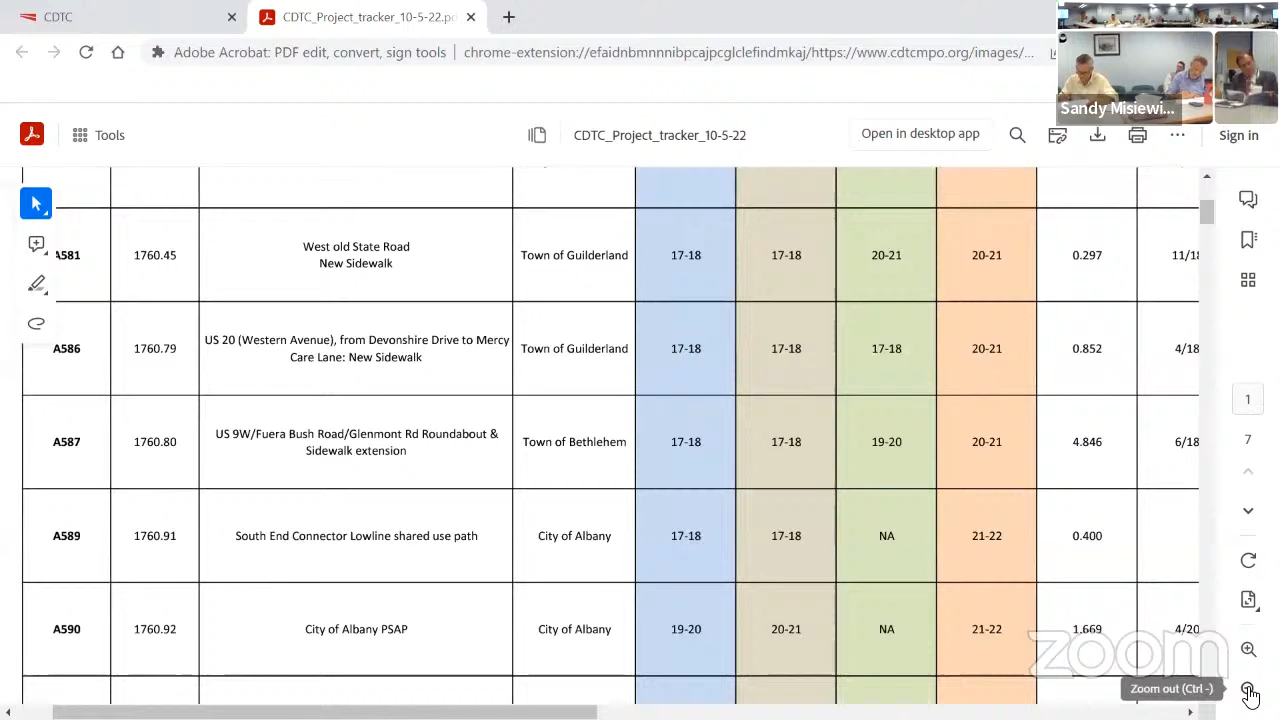 CDTC
CDTC_Project_tracker_10-5-22.p
Adobe Acrobat: PDF edit, convert, sign tools | chrome-extension://efaidnbmnnnibpcajpcglclefindmkaj/https://www.cdtcmpo.org/images/...
Sandy Misiewi...
Tools
CDTC_Project_tracker_10-5-22
Open in desktop app
Sign in
A581 1760.45 West old State Road
New Sidewalk Town of Guilderland 17-18 17-18 20-21 20-21 0.297 11/18
A586 1760.79 US 20 (Western Avenue), from Devonshire Drive to Mercy
Care Lane: New Sidewalk Town of Guilderland 17-18 17-18 17-18 20-21 0.852 4/18
A587 1760.80 US 9W/Fuera Bush Road/Glenmont Rd Roundabout &
Sidewalk extension Town of Bethlehem 17-18 17-18 19-20 20-21 4.846 6/18
A589 1760.91 South End Connector Lowline shared use path City of Albany 17-18 17-18 NA 21-22 0.400
A590 1760.92 City of Albany PSAP City of Albany 19-20 20-21 NA 21-22 1.669 4/20
1
7
zoom
Zoom out (Ctrl -)